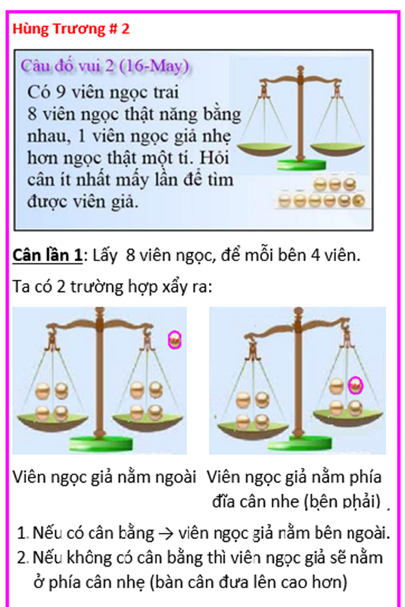 Hùng Trương # 2
Câu đố vui 2 (16-May)
Có 9 viên ngọc trai
8 viên ngọc thật năng bằng
nhau, 1 viên ngọc giả nhẹ
hơn ngọc thật một tí. Hỏi
cân ít nhất mấy lần để tìm
được viên giả.
Cân lần 1: Lấy 8 viên ngọc, để mỗi bên 4 viên.
Ta có 2 trường hợp xẩy ra:
Viên ngọc giả nằm ngoài
Viên ngọc giả nằm phía
đĩa cân nhe (bên phải)
1. Nếu có cân bằng → viên ngọc giả nằm bên ngoài.
2. Nếu không có cân bằng thì viên ngọc giả sẽ nằm
ở phía cân nhẹ (bàn cân đưa lên cao hơn)